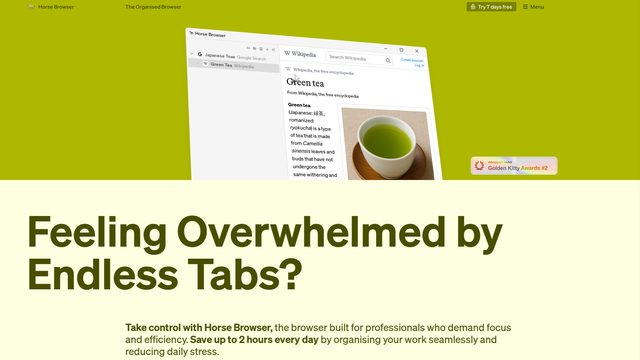 Horse Browser
The Organised Browser
Try 7 days free
Menu
Horse Browser
Japanese Teas Google Search
Green Tea Wikipedia
W Wikipedia
Search Wikipedia
Create account
Log in
W Wikipedia, the free encyclopedia
Green tea
From Wikipedia, the free encyclopedia
Green tea
(Japanese: 緑茶,
romanized:
ryokucha) is a type
of tea that is made
from Camellia
sinensis leaves and
buds that have not
undergone the
same withering and
Golden Kitty Awards #2
Feeling Overwhelmed by
Endless Tabs?
Take control with Horse Browser, the browser built for professionals who demand focus
and efficiency. Save up to 2 hours every day by organising your work seamlessly and
reducing daily stress.